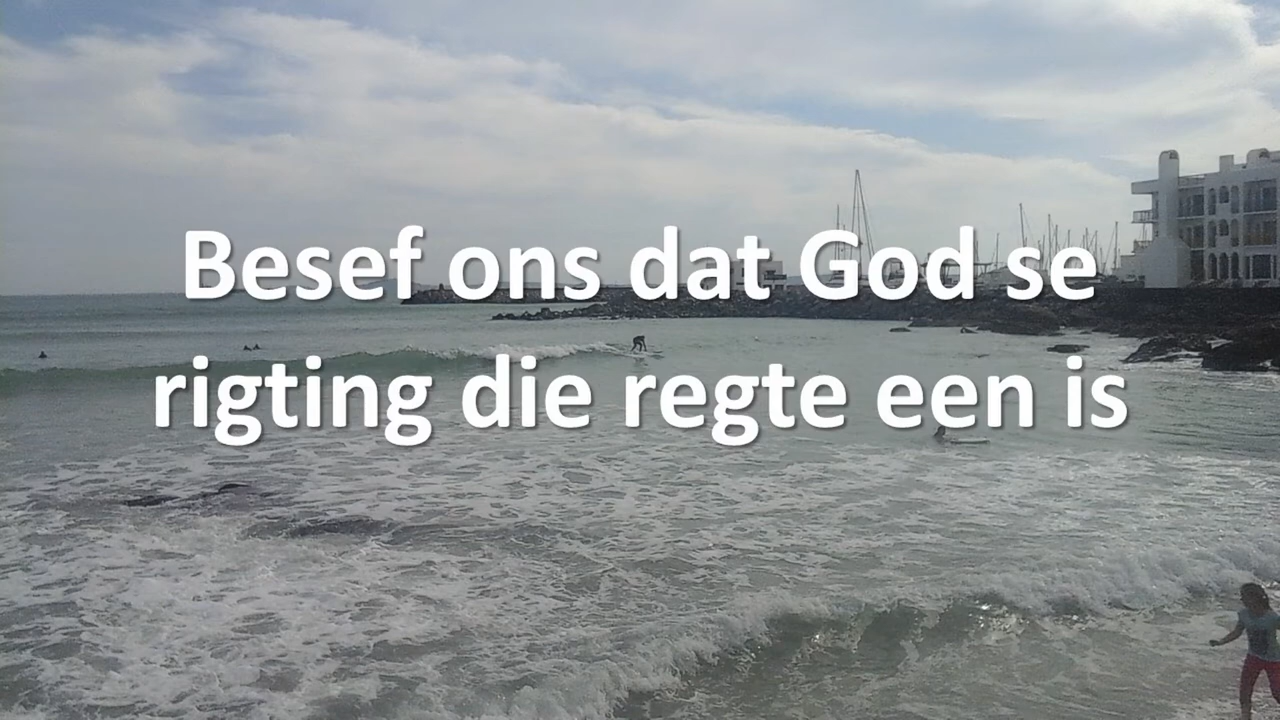 Besef ons dat God se
rigting die regte een is